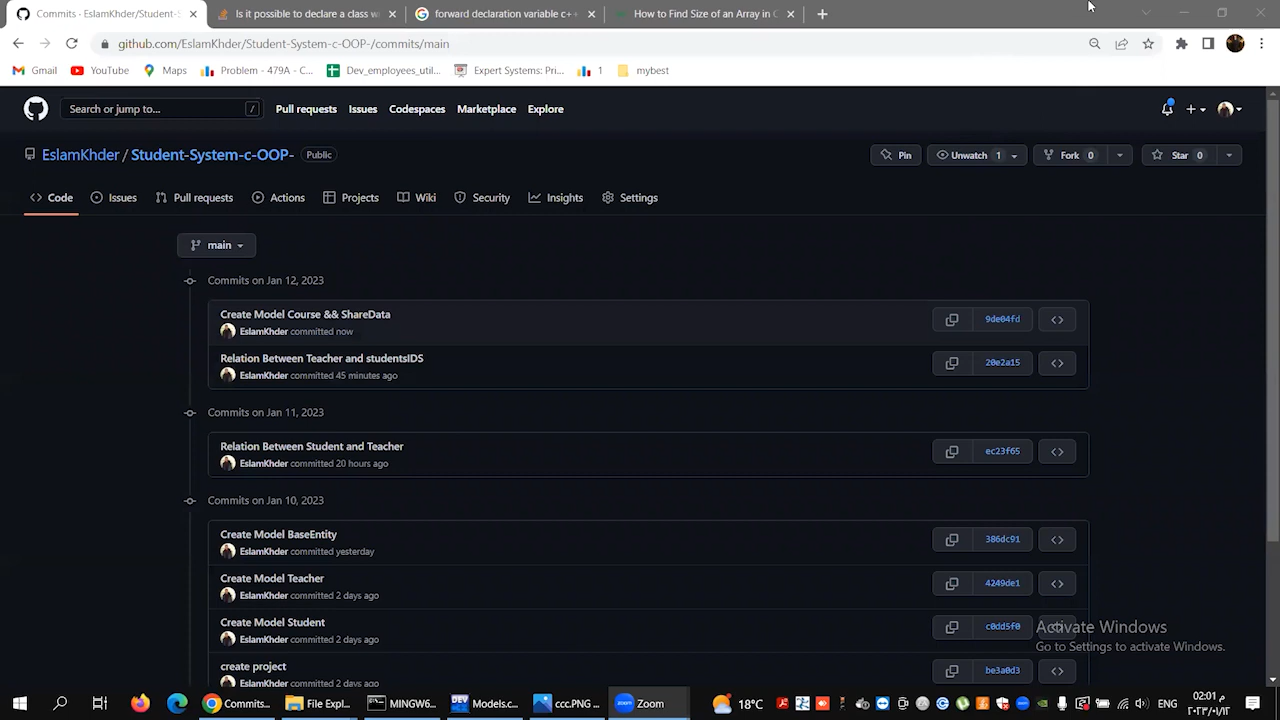 Commits · EslamKhder/Student-S
Is it possible to declare a class w
forward declaration variable c++
How to Find Size of an Array in C
github.com/EslamKhder/Student-System-c-OOP-/commits/main
Gmail
YouTube
Maps
Problem - 479A - C...
Dev_employees_util...
Expert Systems: Pri...
1
mybest
Search or jump to...
/
Pull requests
Issues
Codespaces
Marketplace
Explore
EslamKhder / Student-System-c-OOP-
Public
Pin
Unwatch 1
Fork 0
Star 0
Code
Issues
Pull requests
Actions
Projects
Wiki
Security
Insights
Settings
main
Commits on Jan 12, 2023
Create Model Course && ShareData
9de04fd
EslamKhder committed now
Relation Between Teacher and studentsIDS
20e2a15
EslamKhder committed 45 minutes ago
Commits on Jan 11, 2023
Relation Between Student and Teacher
ec23f65
EslamKhder committed 20 hours ago
Commits on Jan 10, 2023
Create Model BaseEntity
386dc91
EslamKhder committed yesterday
Create Model Teacher
4249de1
EslamKhder committed 2 days ago
Create Model Student
c0dd5f0
EslamKhder committed 2 days ago
Activate Windows
Go to Settings to activate Windows.
create project
be3a0d3
EslamKhder committed 2 days ago
Commits...
File Expl...
MINGW6...
Models.c...
ccc.PNG ...
Zoom
18°C
ENG
02:01 م